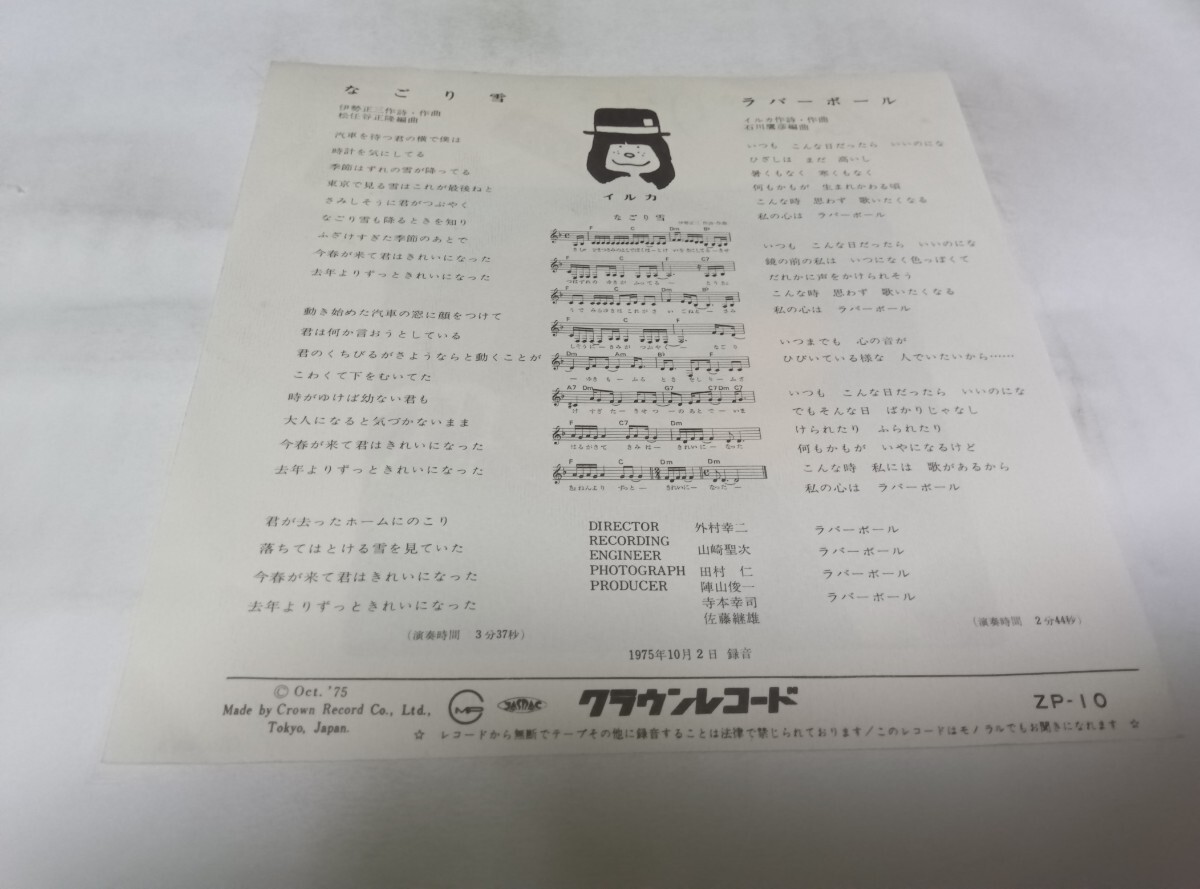 なごり雪
伊勢正三作詩・作曲
松任谷正隆編曲
汽車を待つ君の横で僕は
時計を気にしてる
季節はずれの雪が降ってる
東京で見る雪はこれが最後ねと
さみしそうに君がつぶやく
なごり雪も降るときを知り
ふざけすぎた季節のあとで
今春が来て君はきれいになった
去年よりずっときれいになった
動き始めた汽車の窓に顔をつけて
君は何か言おうとしている
君のくちびるがさようならと動くことが
こわくて下をむいてた
時がゆけば幼ない君も
大人になると気づかないまま
今春が来て君はきれいになった
去年よりずっときれいになった
君が去ったホームにのこり
落ちてはとける雪を見ていた
今春が来て君はきれいになった
去年よりずっときれいになった
(演奏時間 3分37秒)
イルカ
なごり雪
F C Dm B♭
F C F C7
F C Dm B♭
F C F
Dm Am B♭ F
A7 Dm G7 C7 Dm C7
F C7 Dm
F C Dm Dm
DIRECTOR 外村幸二
RECORDING
ENGINEER 山崎聖次
PHOTOGRAPH 田村 仁
PRODUCER 陣山俊一
寺本幸司
佐藤継雄
1975年10月2日 録音
ラバーボール
イルカ作詩・作曲
石川鷹彦編曲
いつも こんな日だったら いいのにな
ひざしは まだ 高いし
暑くもなく 寒くもなく
何もかもが 生まれかわる頃
こんな時 思わず 歌いたくなる
私の心は ラバーボール
いつも こんな日だったら いいのにな
鏡の前の私は いつになく色っぽくて
だれかに声をかけられそう
こんな時 思わず 歌いたくなる
私の心は ラバーボール
いつまでも 心の音が
ひびいている様な 人でいたいから……
いつも こんな日だったら いいのにな
でもそんな日 ばかりじゃなし
けられたり ふられたり
何もかもが いやになるけど
こんな時 私には 歌があるから
私の心は ラバーボール
ラバーボール
ラバーボール
ラバーボール
ラバーボール
(演奏時間 2分44秒)
© Oct. '75
Made by Crown Record Co., Ltd.,
Tokyo, Japan.
JASRAC
クラウンレコード
ZP-10
☆ レコードから無断でテープその他に録音することは法律で禁じられております/このレコードはモノラルでもお聞きになれます ☆